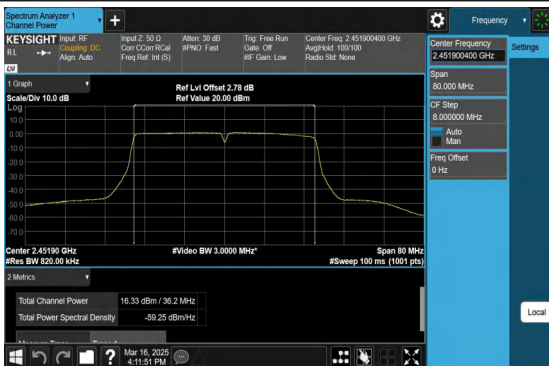 Spectrum Analyzer 1
Channel Power
Frequency
KEYSIGHT
RL
LXI
Input: RF
Coupling: DC
Align: Auto
Input Z: 50 Ω
Corr CCorr RCal
Freq Ref: Int (S)
Atten: 30 dB
#PNO: Fast
Trig: Free Run
Gate: Off
#IF Gain: Low
Center Freq: 2.451900400 GHz
Avg|Hold: 100/100
Radio Std: None
Center Frequency
2.451900400 GHz
Settings
Span
80.000 MHz
CF Step
8.000000 MHz
Auto
Man
Freq Offset
0 Hz
1 Graph
Scale/Div 10.0 dB
Ref Lvl Offset 2.78 dB
Ref Value 20.00 dBm
Log
10.0
0.00
-10.0
-20.0
-30.0
-40.0
-50.0
-60.0
-70.0
Center 2.45190 GHz
#Res BW 820.00 kHz
#Video BW 3.0000 MHz*
Span 80 MHz
#Sweep 100 ms (1001 pts)
2 Metrics
Total Channel Power 16.33 dBm / 36.2 MHz
Total Power Spectral Density -59.25 dBm/Hz
Local
?
Mar 16, 2025
4:11:51 PM